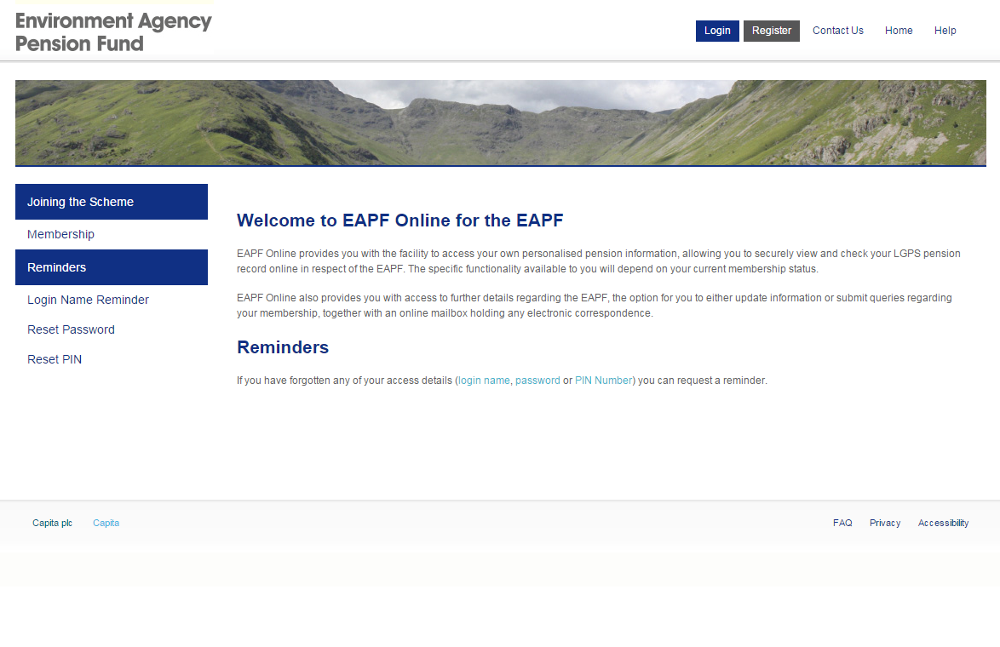 Environment Agency
Pension Fund
Login
Register
Contact Us
Home
Help
Joining the Scheme
Membership
Reminders
Login Name Reminder
Reset Password
Reset PIN
Welcome to EAPF Online for the EAPF
EAPF Online provides you with the facility to access your own personalised pension information, allowing you to securely view and check your LGPS pension
record online in respect of the EAPF. The specific functionality available to you will depend on your current membership status.
EAPF Online also provides you with access to further details regarding the EAPF, the option for you to either update information or submit queries regarding
your membership, together with an online mailbox holding any electronic correspondence.
Reminders
If you have forgotten any of your access details (login name, password or PIN Number) you can request a reminder.
Capita plc
Capita
FAQ
Privacy
Accessibility